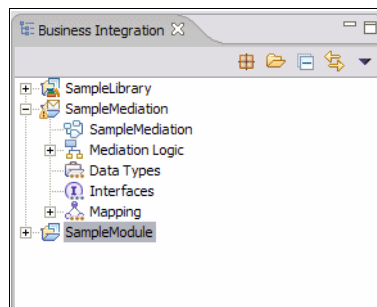 Business Integration
SampleLibrary
SampleMediation
SampleMediation
Mediation Logic
Data Types
Interfaces
Mapping
SampleModule